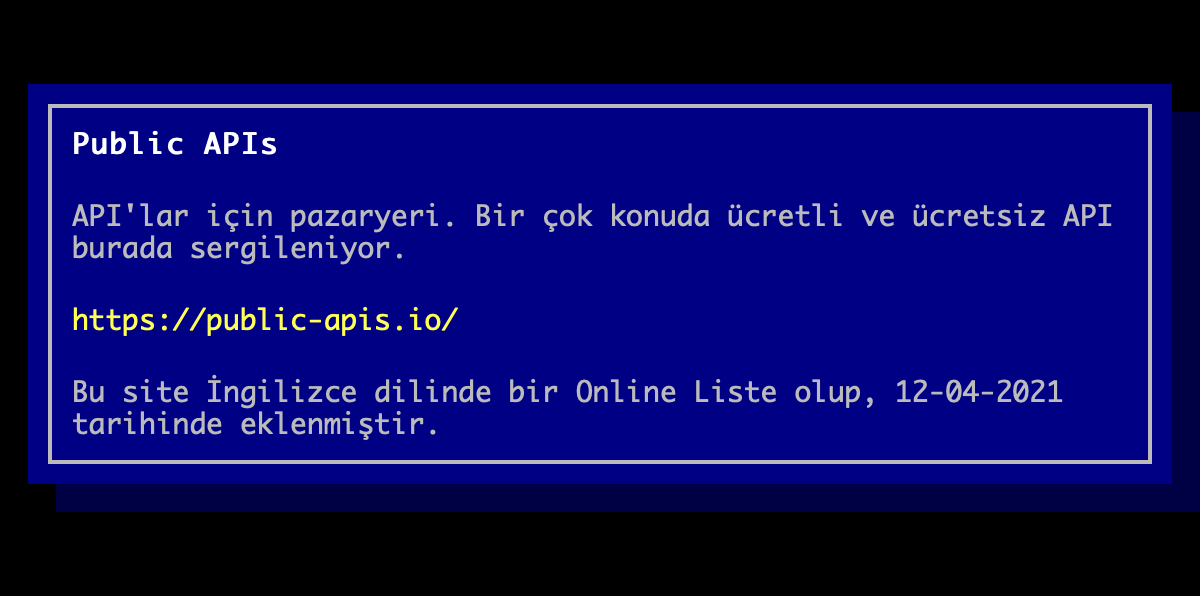 Public APIs
API'lar için pazaryeri. Bir çok konuda ücretli ve ücretsiz API
burada sergileniyor.
https://public-apis.io/
Bu site İngilizce dilinde bir Online Liste olup, 12-04-2021
tarihinde eklenmiştir.